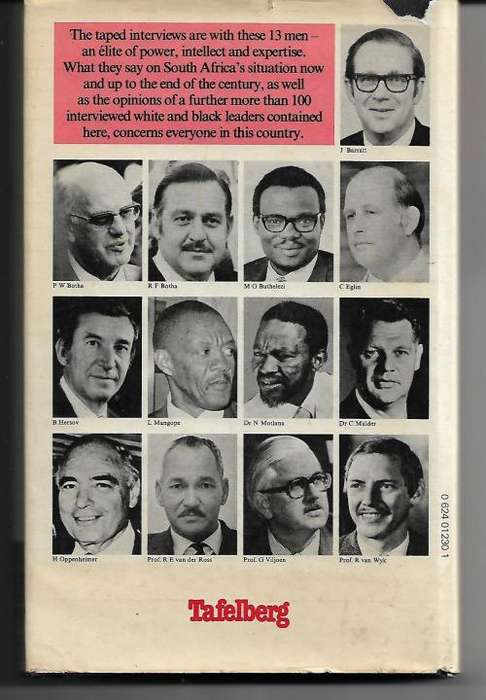 The taped interviews are with these 13 men –
an élite of power, intellect and expertise.
What they say on South Africa's situation now
and up to the end of the century, as well
as the opinions of a further more than 100
interviewed white and black leaders contained
here, concerns everyone in this country.
J Barratt
P W Botha
R F Botha
M G Buthelezi
C Eglin
B Hersov
L Mangope
Dr N Motlana
Dr C Mulder
H Oppenheimer
Prof. R E van der Ross
Prof. G Viljoen
Prof. R van Wyk
0 624 01230 1
Tafelberg